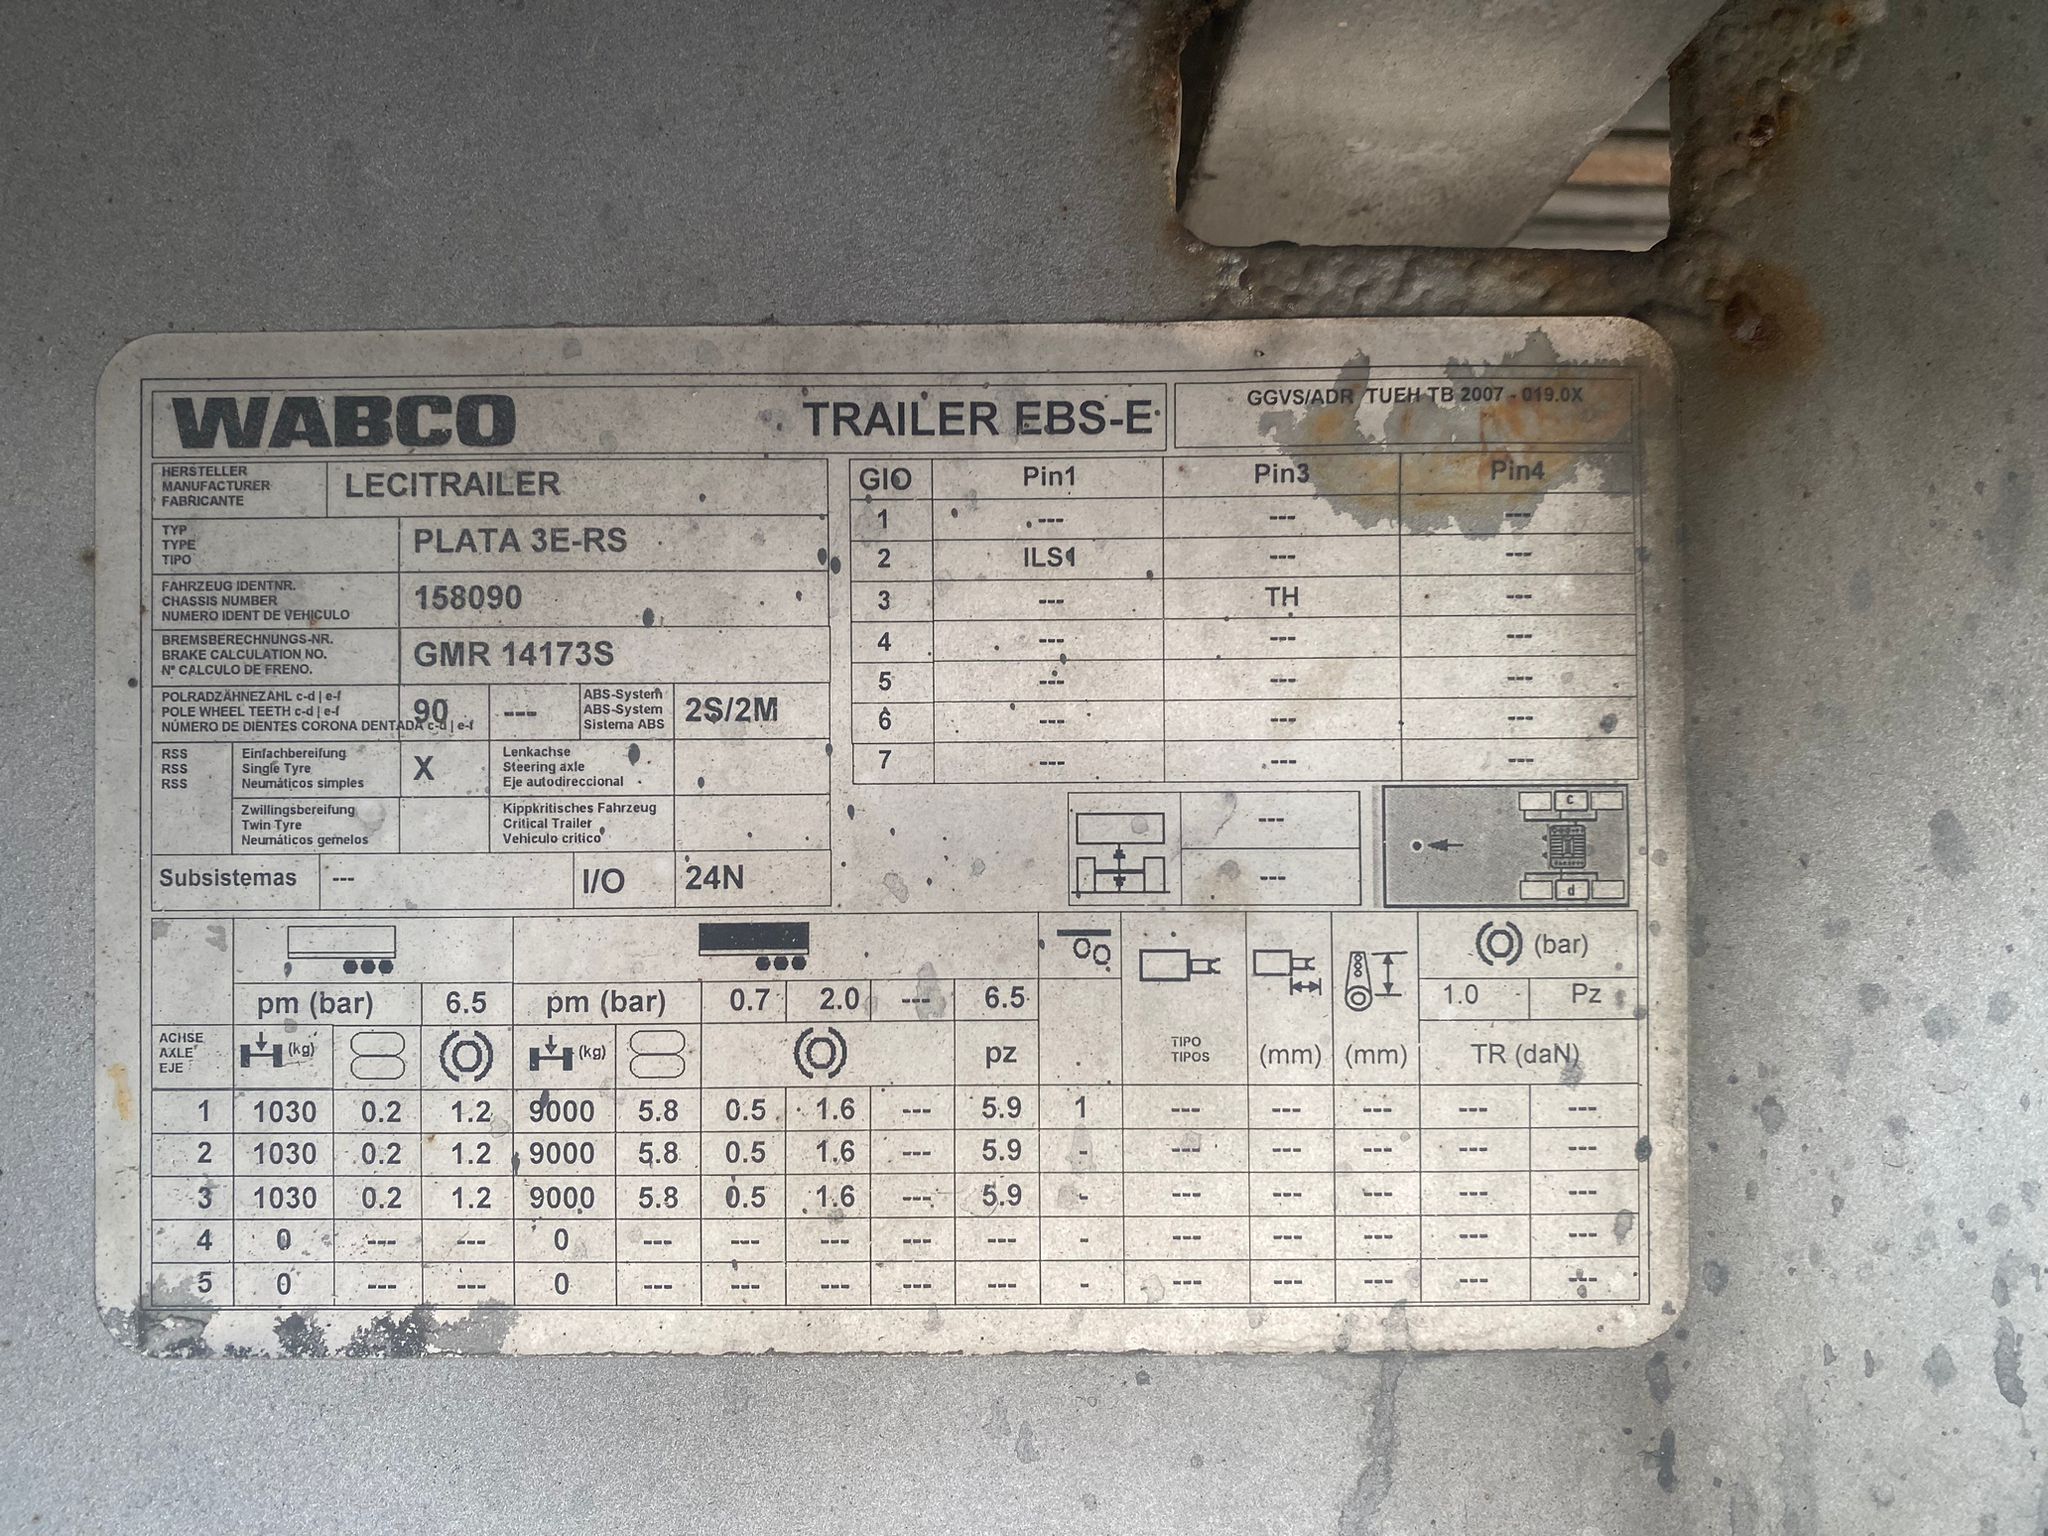 WABCO TRAILER EBS-E GGVS/ADR TUEH TB 2007 - 019.0X
HERSTELLER
MANUFACTURER
FABRICANTE
LECITRAILER
TYP
TYPE
TIPO
PLATA 3E-RS
FAHRZEUG IDENTNR.
CHASSIS NUMBER
NUMERO IDENT DE VEHICULO
158090
BREMSBERECHNUNGS-NR.
BRAKE CALCULATION NO.
Nº CALCULO DE FRENO.
GMR 14173S
POLRADZÄHNEZAHL c-d | e-f
POLE WHEEL TEETH c-d | e-f
NÚMERO DE DIENTES CORONA DENTADA c-d | e-f
90 ---
ABS-System
ABS-System
Sistema ABS
2S/2M
RSS
RSS
RSS
Einfachbereifung
Single Tyre
Neumáticos simples
X
Lenkachse
Steering axle
Eje autodireccional
Zwillingsbereifung
Twin Tyre
Neumáticos gemelos
Kippkritisches Fahrzeug
Critical Trailer
Vehiculo critico
Subsistemas --- I/O 24N
GIO Pin1 Pin3 Pin4
1 --- --- ---
2 ILS1 --- ---
3 --- TH ---
4 --- --- ---
5 --- --- ---
6 --- --- ---
7 --- --- ---
---
---
c
d
(bar)
pm (bar) 6.5 pm (bar) 0.7 2.0 --- 6.5 1.0 Pz
ACHSE
AXLE
EJE
(kg) (kg) pz
TIPO
TIPOS
(mm) (mm) TR (daN)
1 1030 0.2 1.2 9000 5.8 0.5 1.6 --- 5.9 1 --- --- --- --- ---
2 1030 0.2 1.2 9000 5.8 0.5 1.6 --- 5.9 - --- --- --- --- ---
3 1030 0.2 1.2 9000 5.8 0.5 1.6 --- 5.9 - --- --- --- --- ---
4 0 --- --- 0 --- --- --- --- --- - --- --- --- --- ---
5 0 --- --- 0 --- --- --- --- --- - --- --- --- --- ---